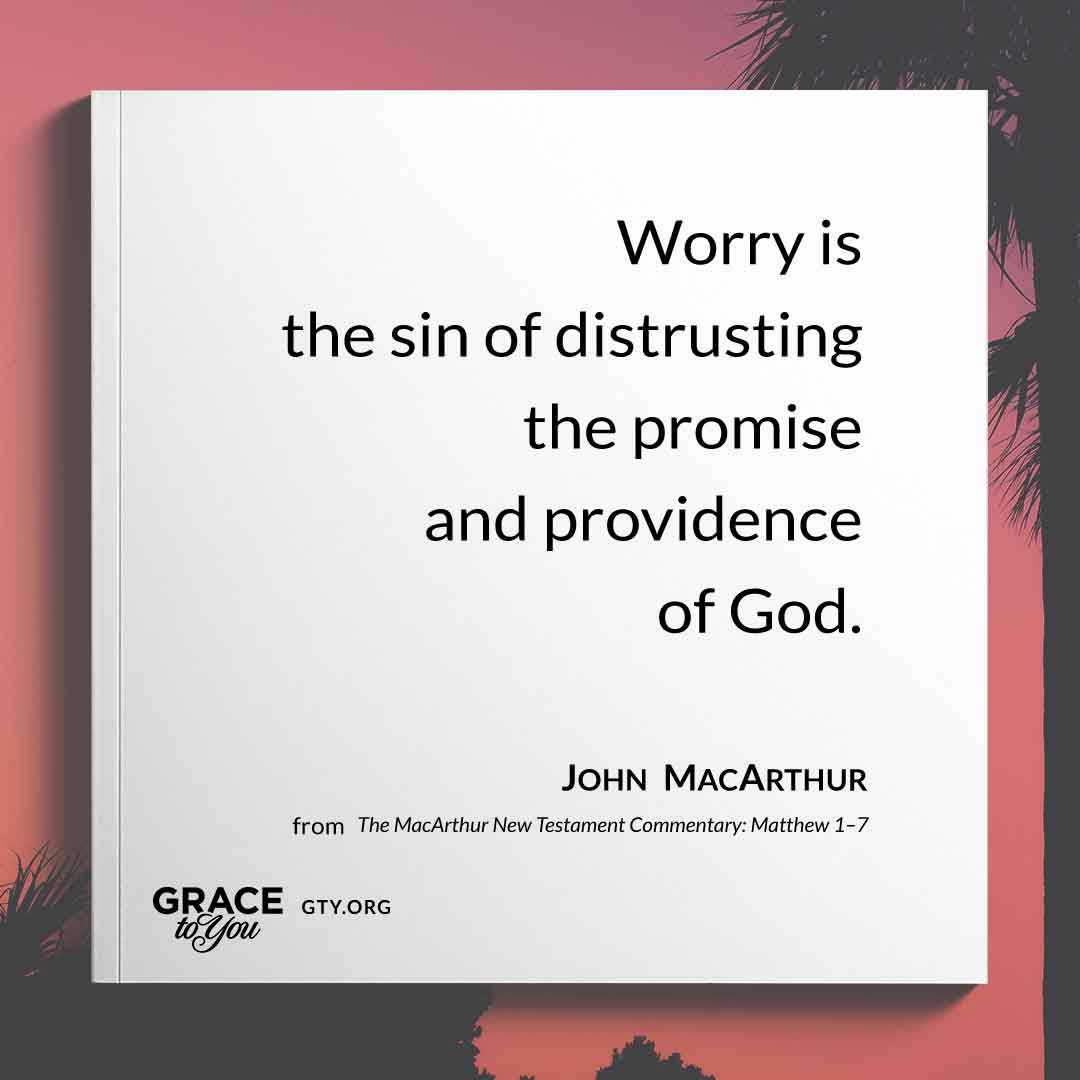 Worry is
the sin of distrusting
the promise
and providence
of God.
JOHN MACARTHUR
from The MacArthur New Testament Commentary: Matthew 1–7
GRACE
to You
GTY.ORG